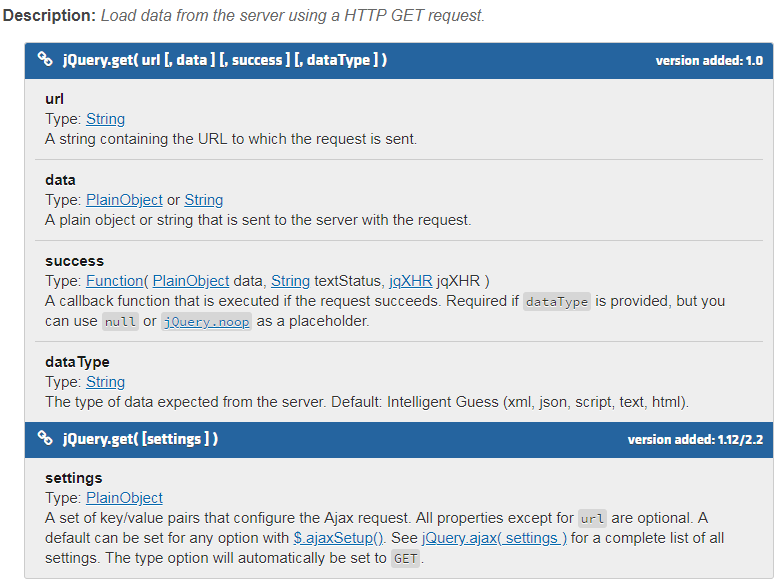 Description: Load data from the server using a HTTP GET request.
jQuery.get( url [, data ] [, success ] [, dataType ] )
version added: 1.0
url
Type: String
A string containing the URL to which the request is sent.
data
Type: PlainObject or String
A plain object or string that is sent to the server with the request.
success
Type: Function( PlainObject data, String textStatus, jqXHR jqXHR )
A callback function that is executed if the request succeeds. Required if dataType is provided, but you
can use null or jQuery.noop as a placeholder.
dataType
Type: String
The type of data expected from the server. Default: Intelligent Guess (xml, json, script, text, html).
jQuery.get( [settings ] )
version added: 1.12/2.2
settings
Type: PlainObject
A set of key/value pairs that configure the Ajax request. All properties except for url are optional. A
default can be set for any option with $.ajaxSetup(). See jQuery.ajax( settings ) for a complete list of all
settings. The type option will automatically be set to GET.